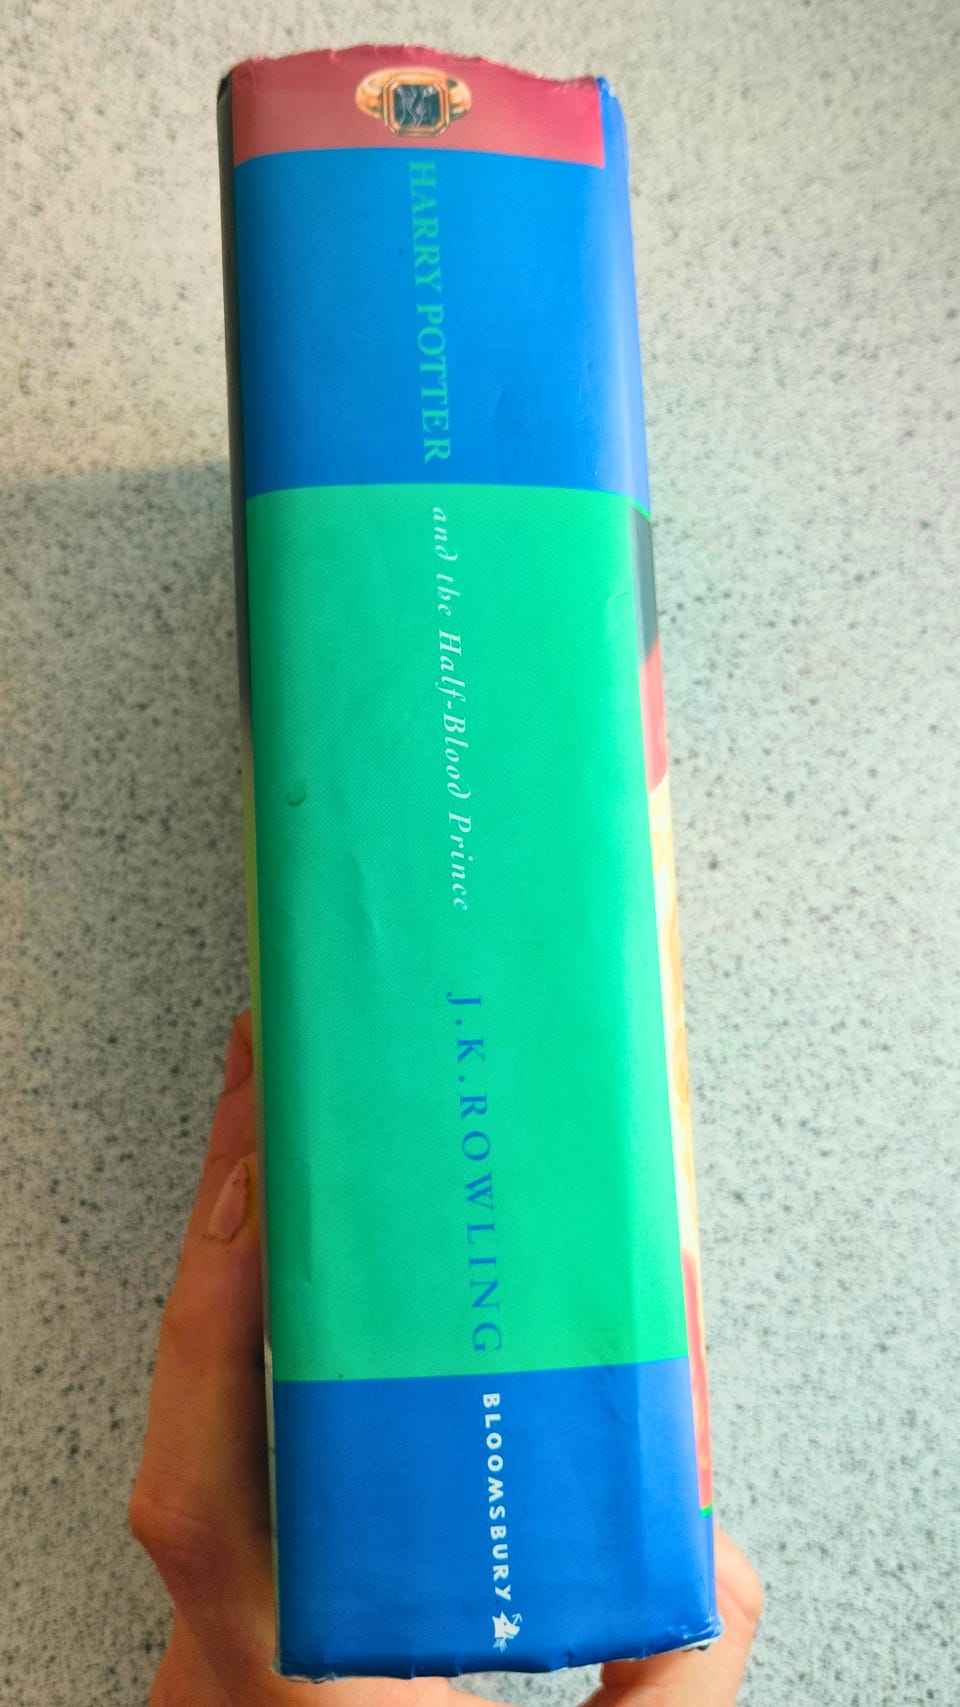 HARRY POTTER
and the Half-Blood Prince
J.K.ROWLING
BLOOMSBURY